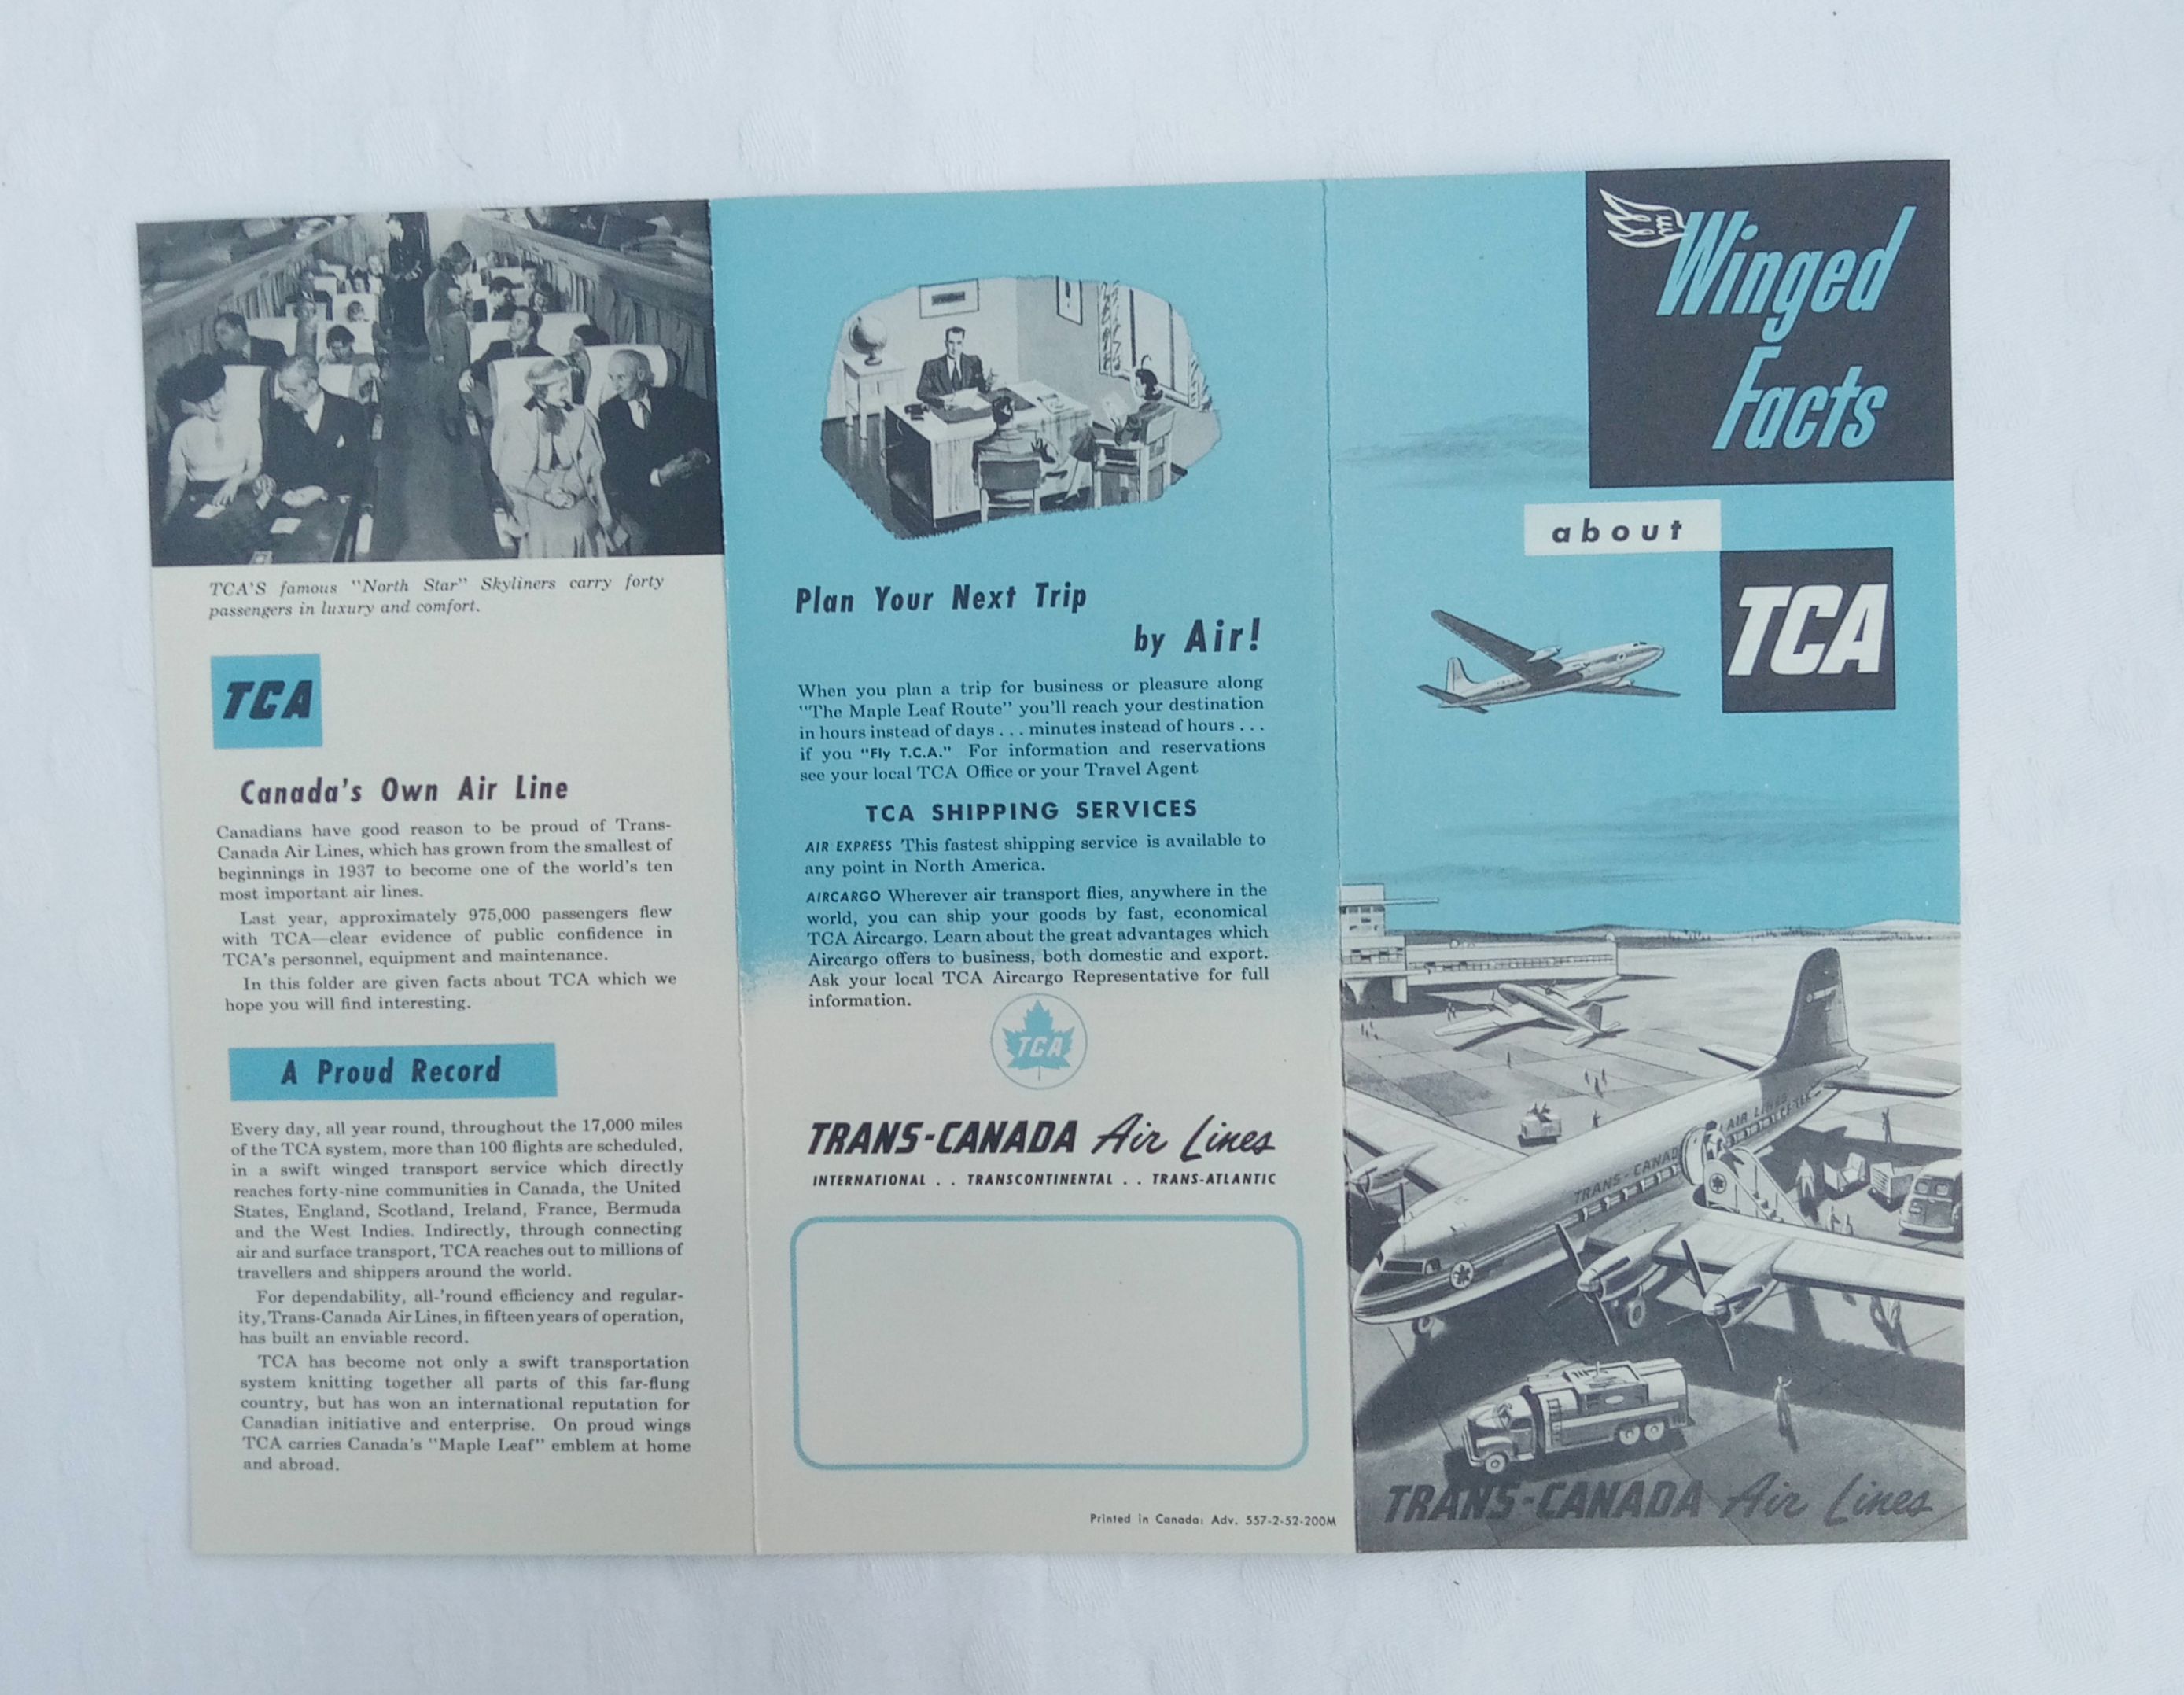 TCA'S famous "North Star" Skyliners carry forty
passengers in luxury and comfort.
TCA
Canada's Own Air Line
Canadians have good reason to be proud of Trans-
Canada Air Lines, which has grown from the smallest of
beginnings in 1937 to become one of the world's ten
most important air lines.
Last year, approximately 975,000 passengers flew
with TCA—clear evidence of public confidence in
TCA's personnel, equipment and maintenance.
In this folder are given facts about TCA which we
hope you will find interesting.
A Proud Record
Every day, all year round, throughout the 17,000 miles
of the TCA system, more than 100 flights are scheduled,
in a swift winged transport service which directly
reaches forty-nine communities in Canada, the United
States, England, Scotland, Ireland, France, Bermuda
and the West Indies. Indirectly, through connecting
air and surface transport, TCA reaches out to millions of
travellers and shippers around the world.
For dependability, all-'round efficiency and regular-
ity, Trans-Canada Air Lines, in fifteen years of operation,
has built an enviable record.
TCA has become not only a swift transportation
system knitting together all parts of this far-flung
country, but has won an international reputation for
Canadian initiative and enterprise. On proud wings
TCA carries Canada's "Maple Leaf" emblem at home
and abroad.
Plan Your Next Trip
by Air!
When you plan a trip for business or pleasure along
"The Maple Leaf Route" you'll reach your destination
in hours instead of days . . . minutes instead of hours . . .
if you "Fly T.C.A." For information and reservations
see your local TCA Office or your Travel Agent
TCA SHIPPING SERVICES
AIR EXPRESS This fastest shipping service is available to
any point in North America.
AIRCARGO Wherever air transport flies, anywhere in the
world, you can ship your goods by fast, economical
TCA Aircargo. Learn about the great advantages which
Aircargo offers to business, both domestic and export.
Ask your local TCA Aircargo Representative for full
information.
TCA
TRANS-CANADA Air Lines
INTERNATIONAL . . TRANSCONTINENTAL . . TRANS-ATLANTIC
Printed in Canada: Adv. 557-2-52-200M
Winged
Facts
about
TCA
TRANS-CANAD
AIR LINES
TRANS-CANADA Air Lines